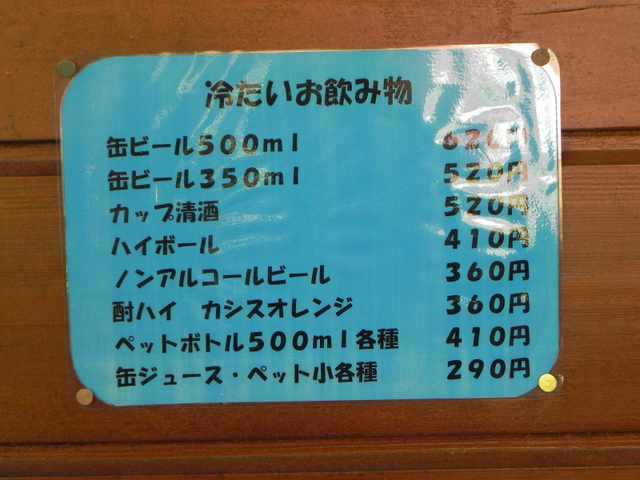 冷たいお飲み物
缶ビール500ml 620円
缶ビール350ml 520円
カップ清酒 520円
ハイボール 410円
ノンアルコールビール 360円
酎ハイ カシスオレンジ 360円
ペットボトル500ml各種 410円
缶ジュース・ペット小各種 290円